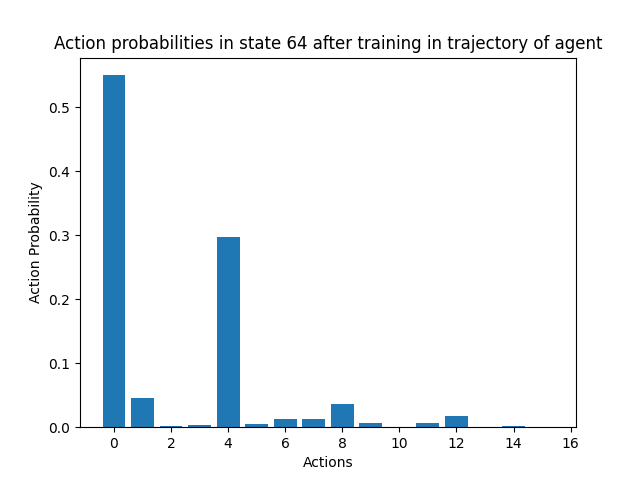 Action probabilities in state 64 after training in trajectory of agent
Action Probability
0.5
0.4
0.3
0.2
0.1
0.0
0 2 4 6 8 10 12 14 16
Actions